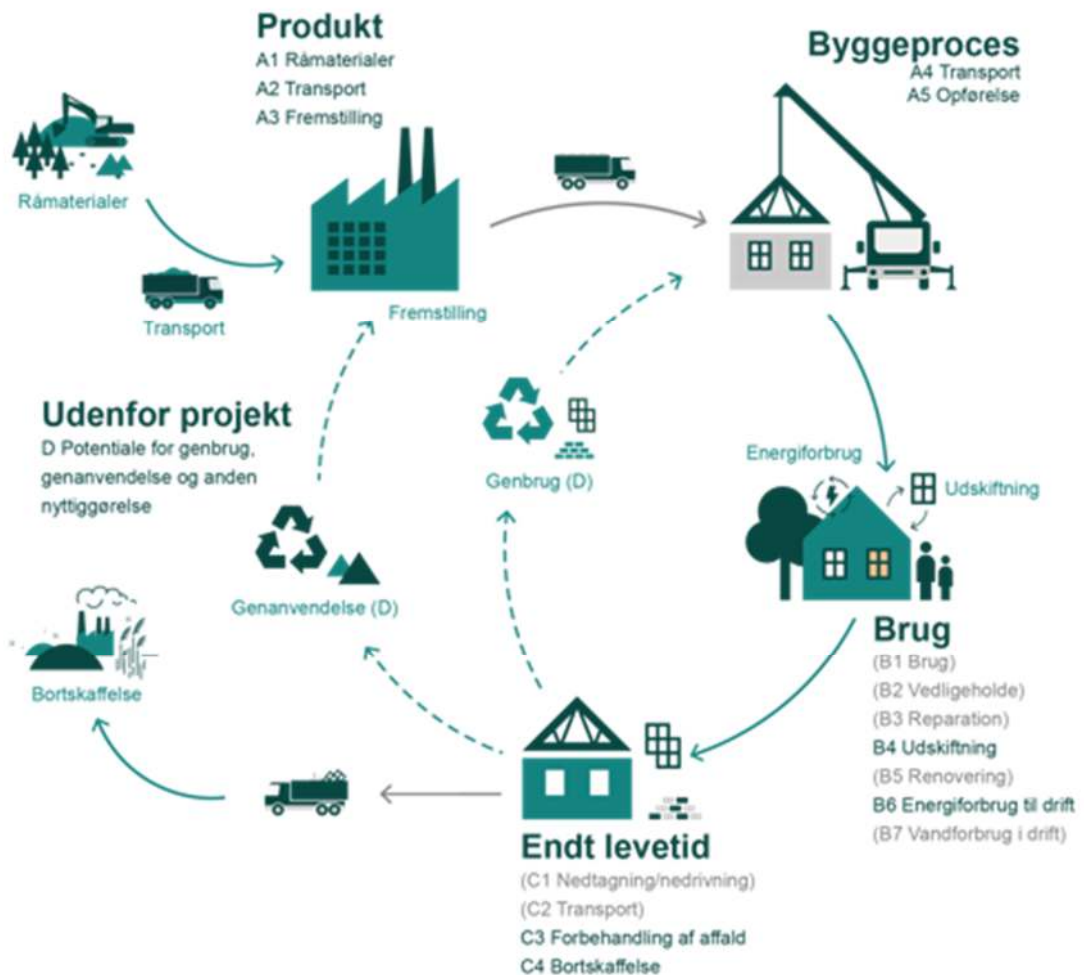 Produkt
A1 Råmaterialer
A2 Transport
A3 Fremstilling
Byggeproces
A4 Transport
A5 Opførelse
Råmaterialer
Transport
Fremstilling
Udenfor projekt
D Potentiale for genbrug,
genanvendelse og anden
nyttiggørelse
Genbrug (D)
Energiforbrug
Udskiftning
Genanvendelse (D)
Bortskaffelse
Brug
(B1 Brug)
(B2 Vedligeholde)
(B3 Reparation)
B4 Udskiftning
(B5 Renovering)
B6 Energiforbrug til drift
(B7 Vandforbrug i drift)
Endt levetid
(C1 Nedtagning/nedrivning)
(C2 Transport)
C3 Forbehandling af affald
C4 Bortskaffelse